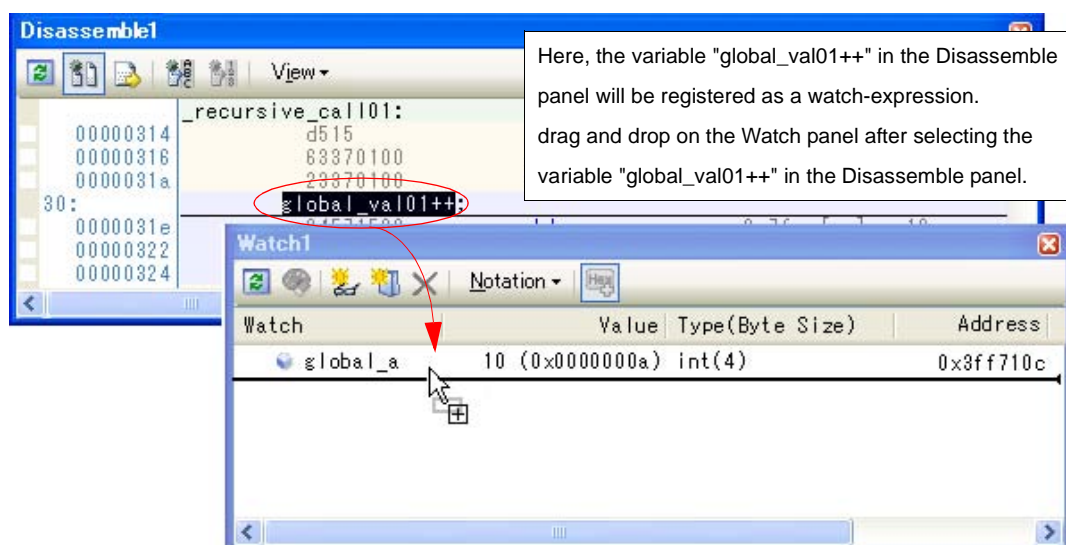 Disassemble1
View
Here, the variable "global_val01++" in the Disassemble
panel will be registered as a watch-expression.
drag and drop on the Watch panel after selecting the
variable "global_val01++" in the Disassemble panel.
_recursive_call01:
00000314 d515
00000316 63370100
0000031a 23370100
30: global_val01++;
0000031e
00000322
00000324
Watch1
Notation
Hex
Watch Value Type(Byte Size) Address
global_a 10 (0x0000000a) int(4) 0x3ff710c